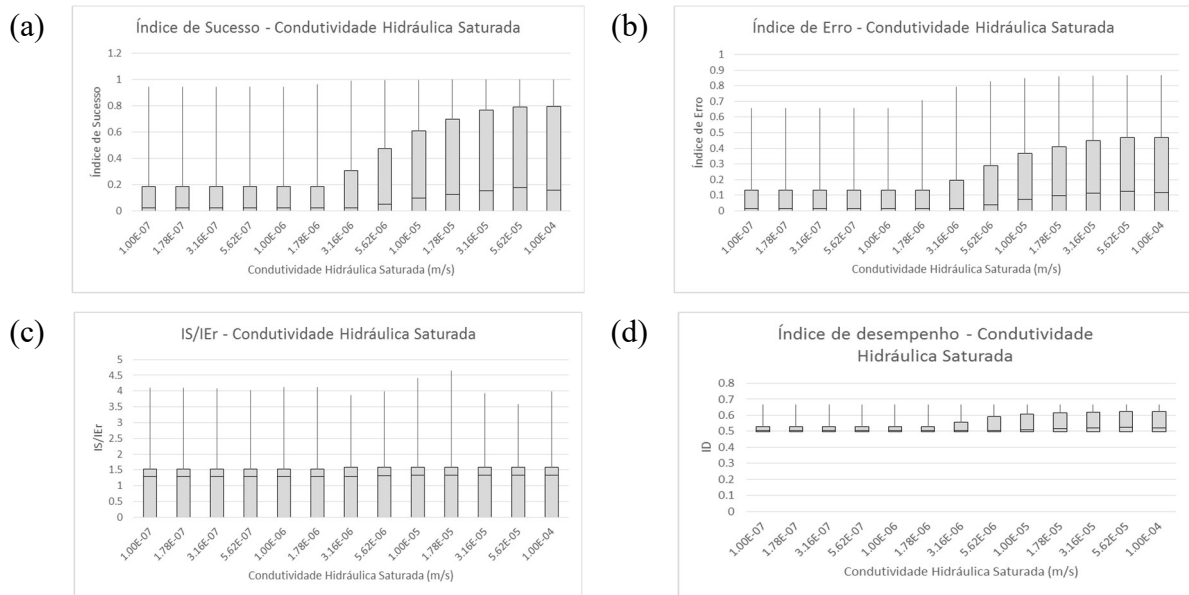 (a)
Índice de Sucesso - Condutividade Hidráulica Saturada
1.2
1
0.8
0.6
0.4
0.2
0
Índice de Sucesso
1.00E-07
1.78E-07
3.16E-07
5.62E-07
1.00E-06
1.78E-06
3.16E-06
5.62E-06
1.00E-05
1.78E-05
3.16E-05
5.62E-05
1.00E-04
Condutividade Hidráulica Saturada (m/s)
(b)
Índice de Erro - Condutividade Hidráulica Saturada
1
0.9
0.8
0.7
0.6
0.5
0.4
0.3
0.2
0.1
0
Índice de Erro
1.00E-07
1.78E-07
3.16E-07
5.62E-07
1.00E-06
1.78E-06
3.16E-06
5.62E-06
1.00E-05
1.78E-05
3.16E-05
5.62E-05
1.00E-04
Condutividade Hidráulica Saturada (m/s)
(c)
IS/IEr - Condutividade Hidráulica Saturada
5
4.5
4
3.5
3
2.5
2
1.5
1
0.5
0
IS/IEr
1.00E-07
1.78E-07
3.16E-07
5.62E-07
1.00E-06
1.78E-06
3.16E-06
5.62E-06
1.00E-05
1.78E-05
3.16E-05
5.62E-05
1.00E-04
Condutividade Hidráulica Saturada (m/s)
(d)
Índice de desempenho - Condutividade
Hidráulica Saturada
0.8
0.7
0.6
0.5
0.4
0.3
0.2
0.1
0
ID
1.00E-07
1.78E-07
3.16E-07
5.62E-07
1.00E-06
1.78E-06
3.16E-06
5.62E-06
1.00E-05
1.78E-05
3.16E-05
5.62E-05
1.00E-04
Condutividade Hidráulica Saturada (m/s)